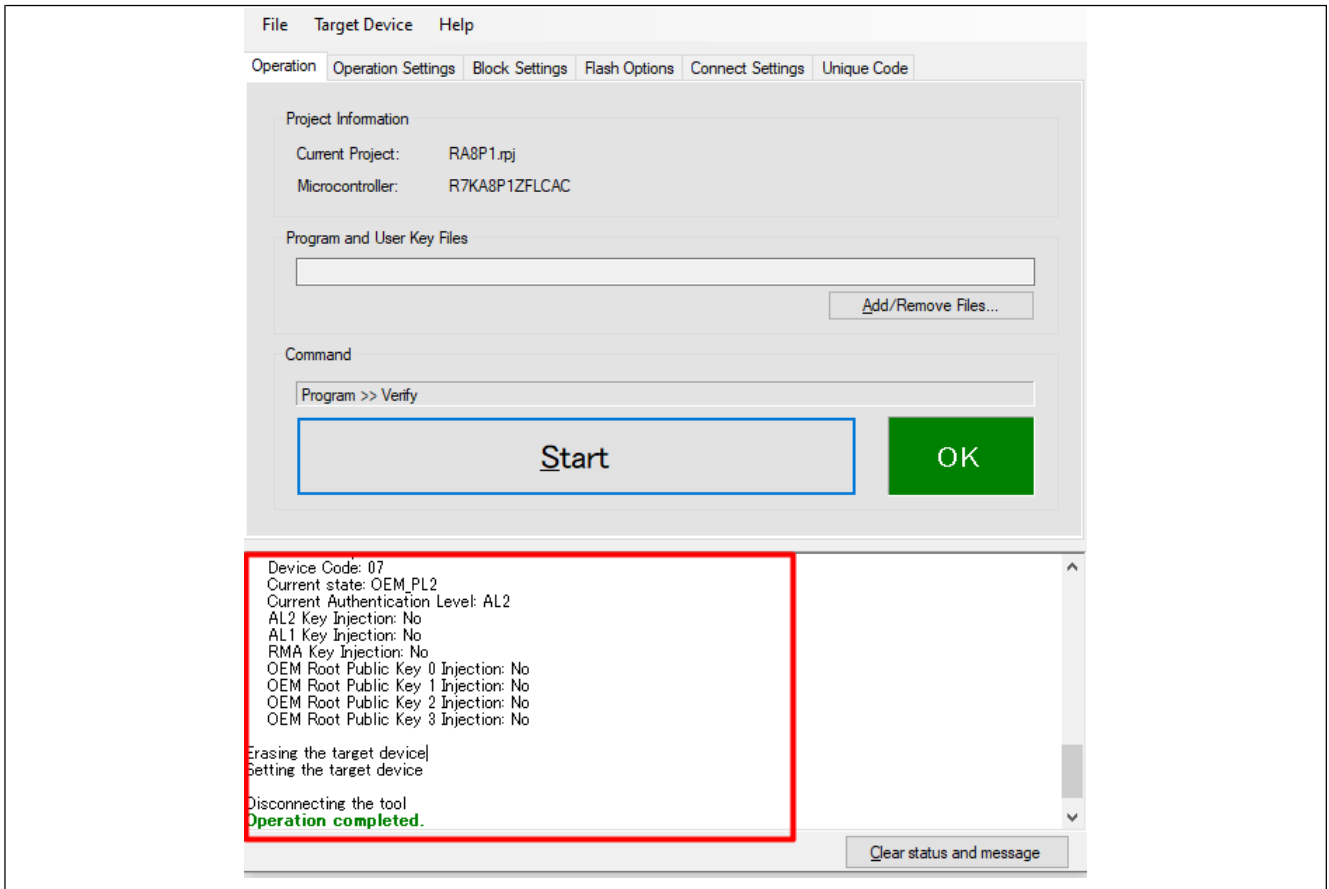 File Target Device Help
Operation Operation Settings Block Settings Flash Options Connect Settings Unique Code
Project Information
Current Project: RA8P1.rpj
Microcontroller: R7KA8P1ZFLCAC
Program and User Key Files
Add/Remove Files...
Command
Program >> Verify
Start OK
Device Code: 07
Current state: OEM_PL2
Current Authentication Level: AL2
AL2 Key Injection: No
AL1 Key Injection: No
RMA Key Injection: No
OEM Root Public Key 0 Injection: No
OEM Root Public Key 1 Injection: No
OEM Root Public Key 2 Injection: No
OEM Root Public Key 3 Injection: No
Erasing the target device
Setting the target device
Disconnecting the tool
Operation completed.
Clear status and message